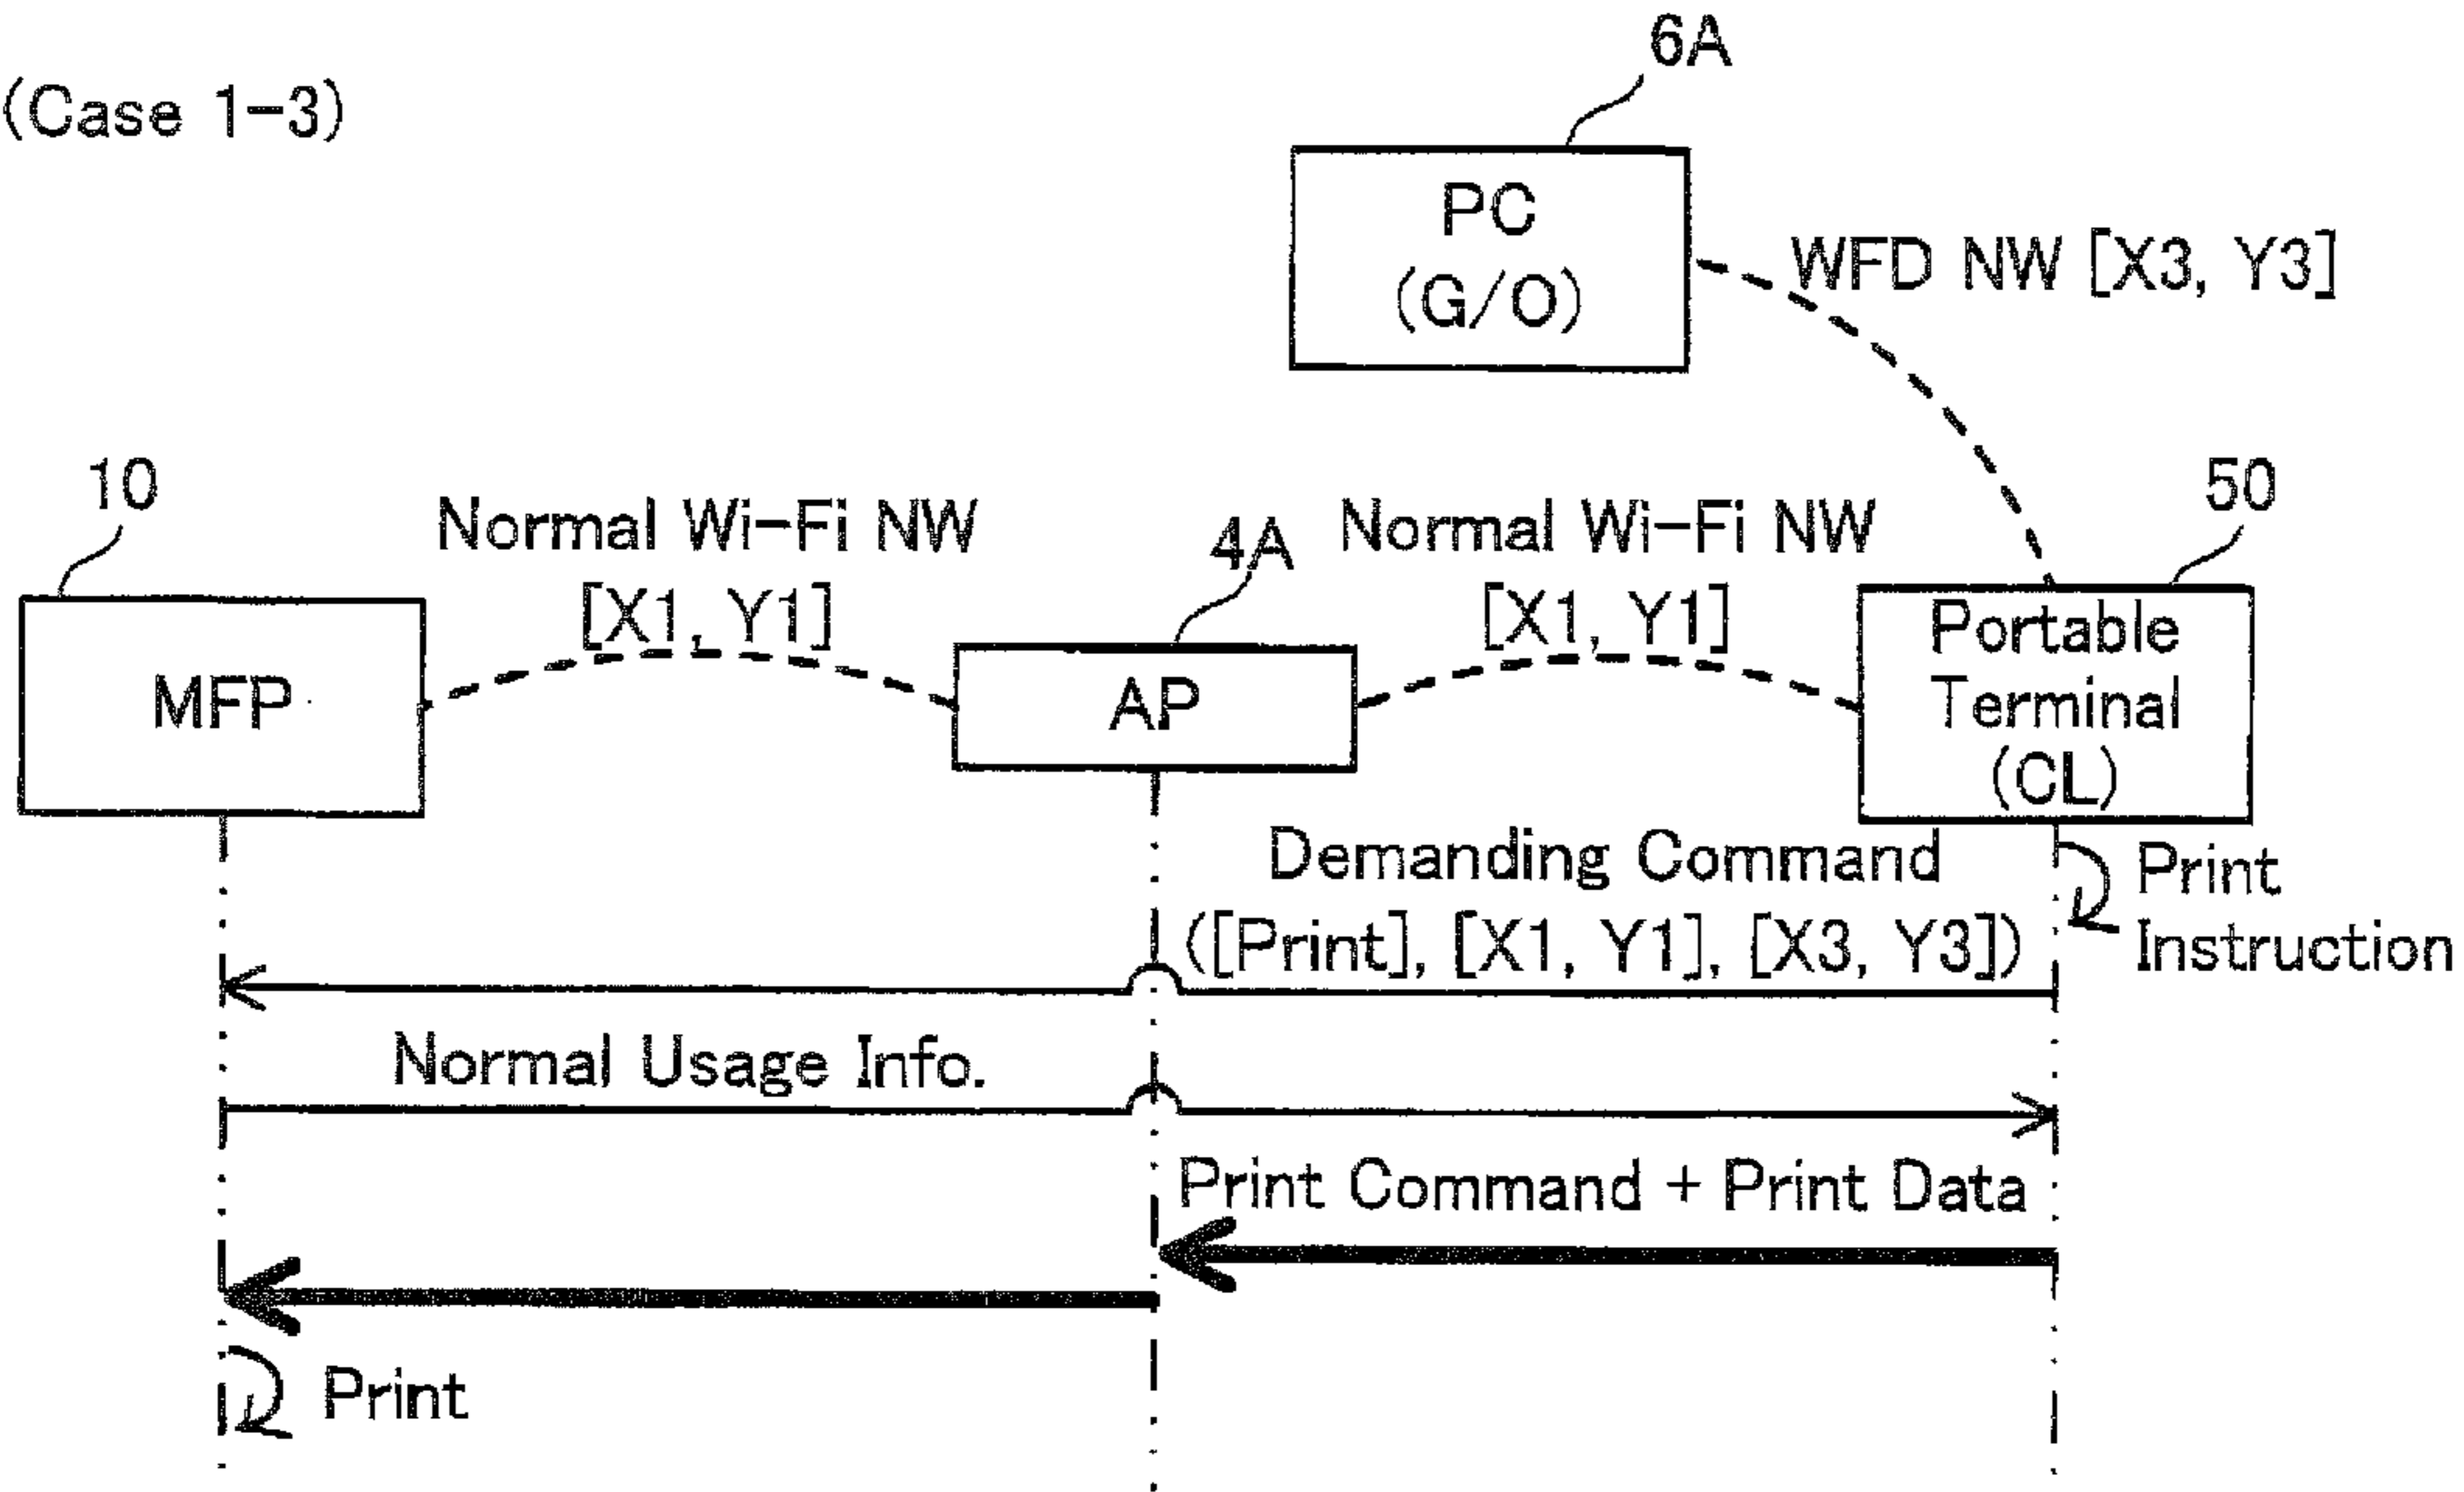 (Case 1-3)
6A
PC
(G/O)
WFD NW [X3, Y3]
10
Normal Wi-Fi NW
[X1, Y1]
4A
Normal Wi-Fi NW
[X1, Y1]
50
MFP
AP
Portable
Terminal
(CL)
Demanding Command
([Print], [X1, Y1], [X3, Y3])
Print
Instruction
Normal Usage Info.
Print Command + Print Data
Print